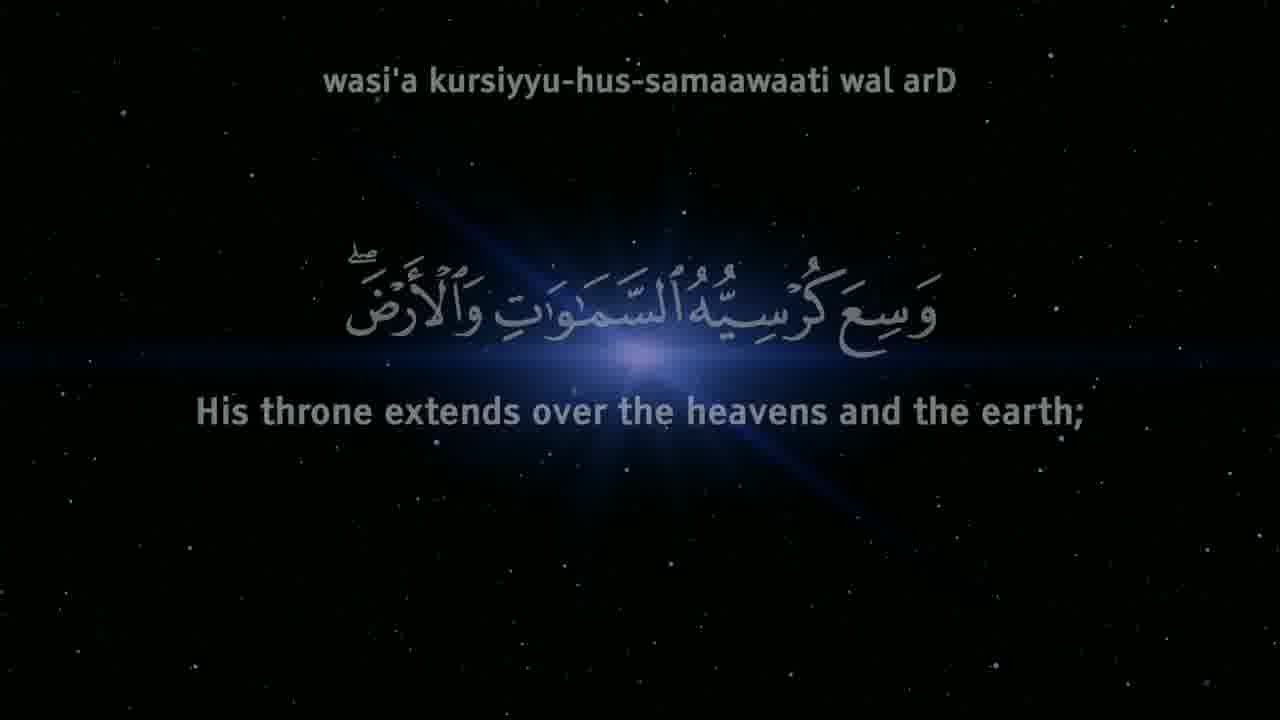 wasi'a kursiyyu-hus-samaawaati wal arD
وَسِعَ كُرۡسِيُّهُ ٱلسَّمَٰوَٰتِ وَٱلۡأَرۡضَۖ
His throne extends over the heavens and the earth;